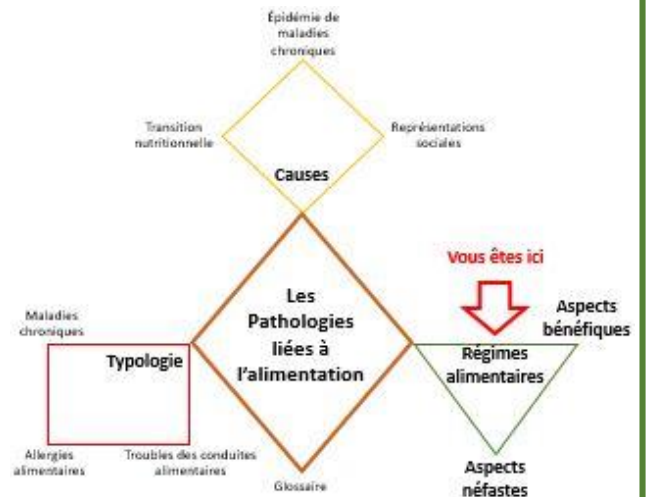 Épidémie de
maladies
chroniques
Transition
nutritionnelle
Représentations
sociales
Causes
Vous êtes ici
Les
Pathologies
liées à
l'alimentation
Aspects
bénéfiques
Régimes
alimentaires
Maladies
chroniques
Typologie
Allergies
alimentaires
Troubles des conduites
alimentaires
Aspects
néfastes
Glossaire